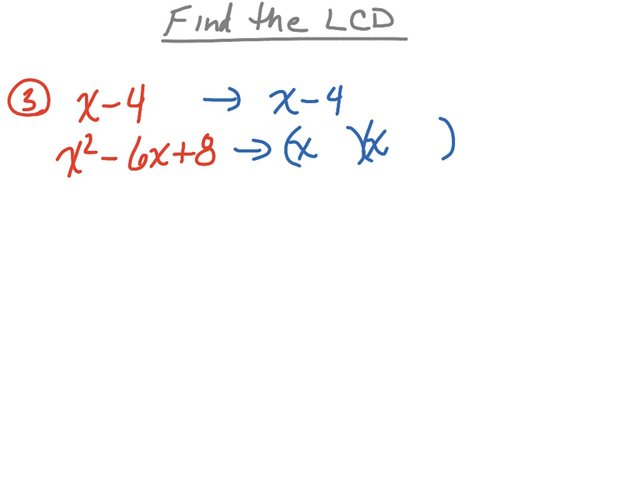 Find the LCD
③ x-4 → x-4
x² - 6x + 8 → (x )(x )